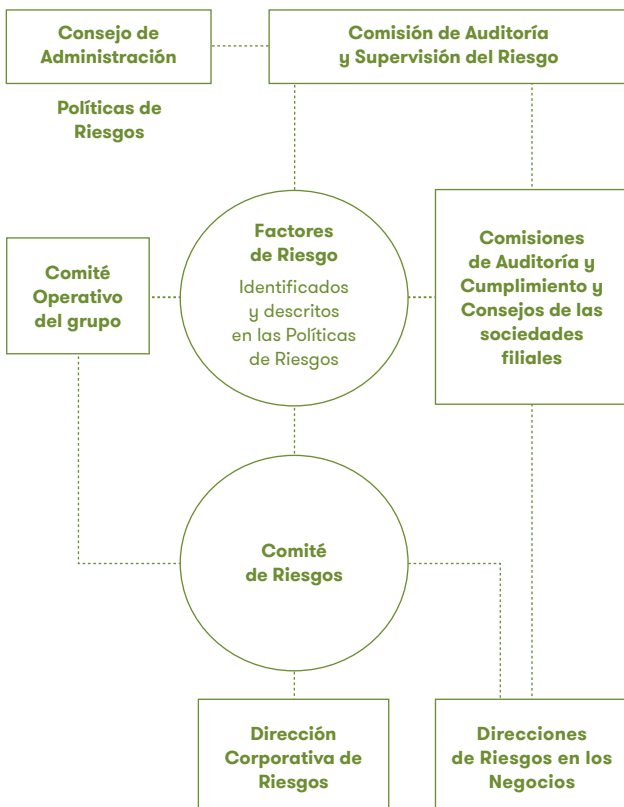 Consejo de
Administración
Comisión de Auditoría
y Supervisión del Riesgo
Políticas de
Riesgos
Factores
de Riesgo
Identificados
y descritos
en las Políticas
de Riesgos
Comité
Operativo
del grupo
Comisiones
de Auditoría y
Cumplimiento y
Consejos de las
sociedades
filiales
Comité
de Riesgos
Dirección
Corporativa de
Riesgos
Direcciones
de Riesgos en los
Negocios